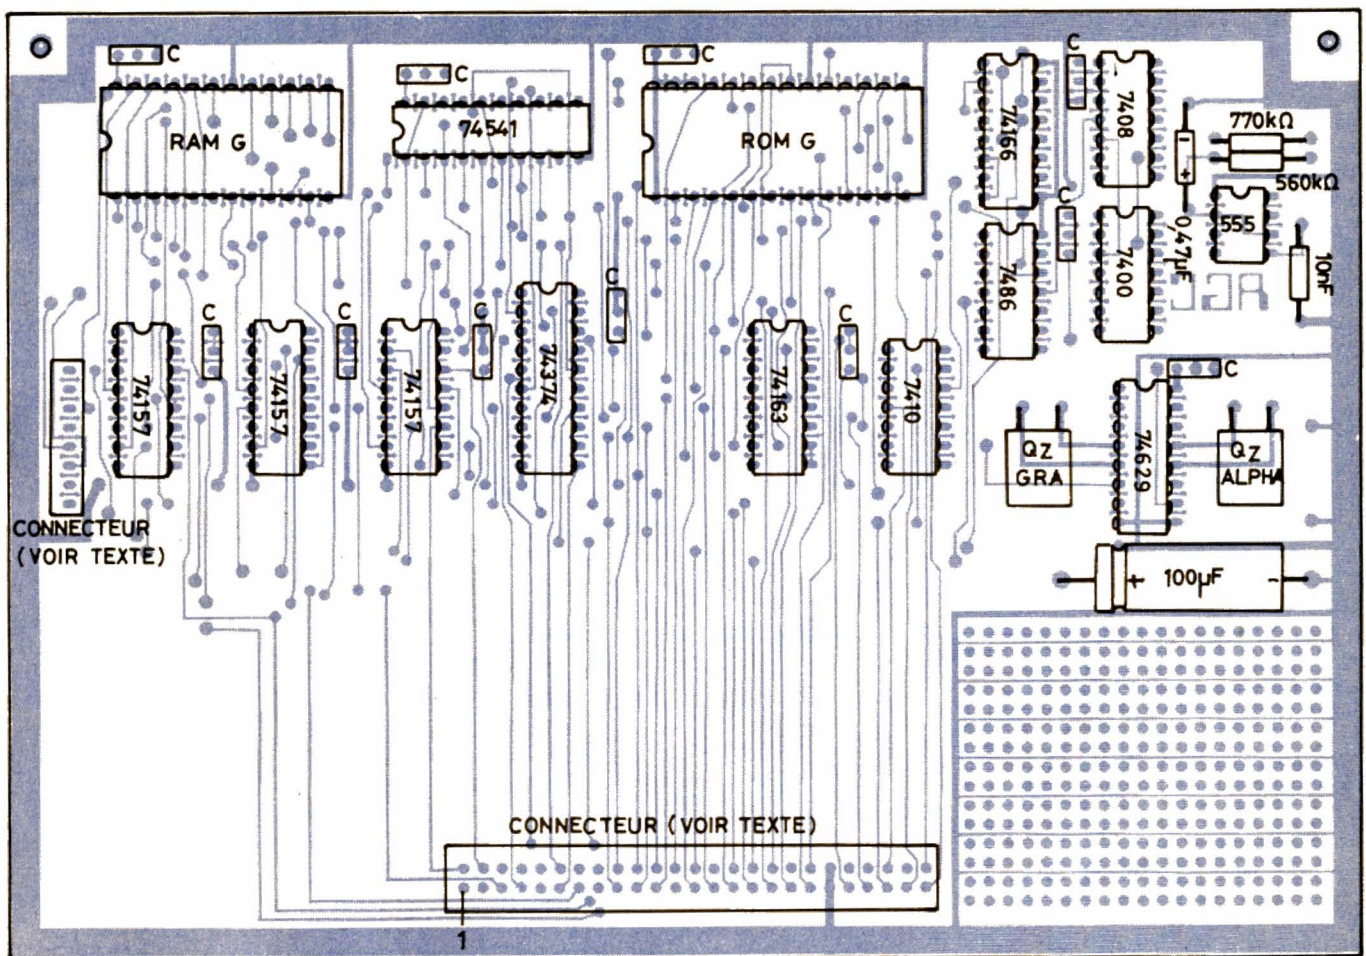 C
C
C
C
RAM G
74541
ROM G
74166
7408
770kΩ
-
+
560kΩ
C
555
0,47µF
7486
7400
10nF
C
C
C
C
C
74157
74157
74157
74374
74163
7410
C
QZ
GRA
74629
QZ
ALPHA
CONNECTEUR
(VOIR TEXTE)
+ 100µF -
CONNECTEUR (VOIR TEXTE)
1